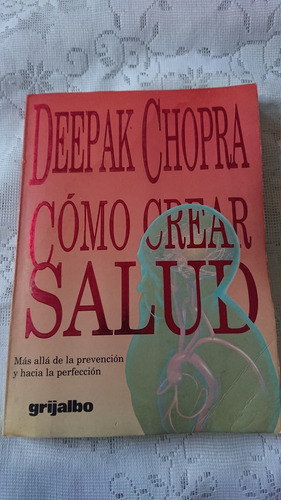 DEEPAK CHOPRA
CÓMO CREAR
SALUD
Más allá de la prevención
y hacia la perfección
grijalbo